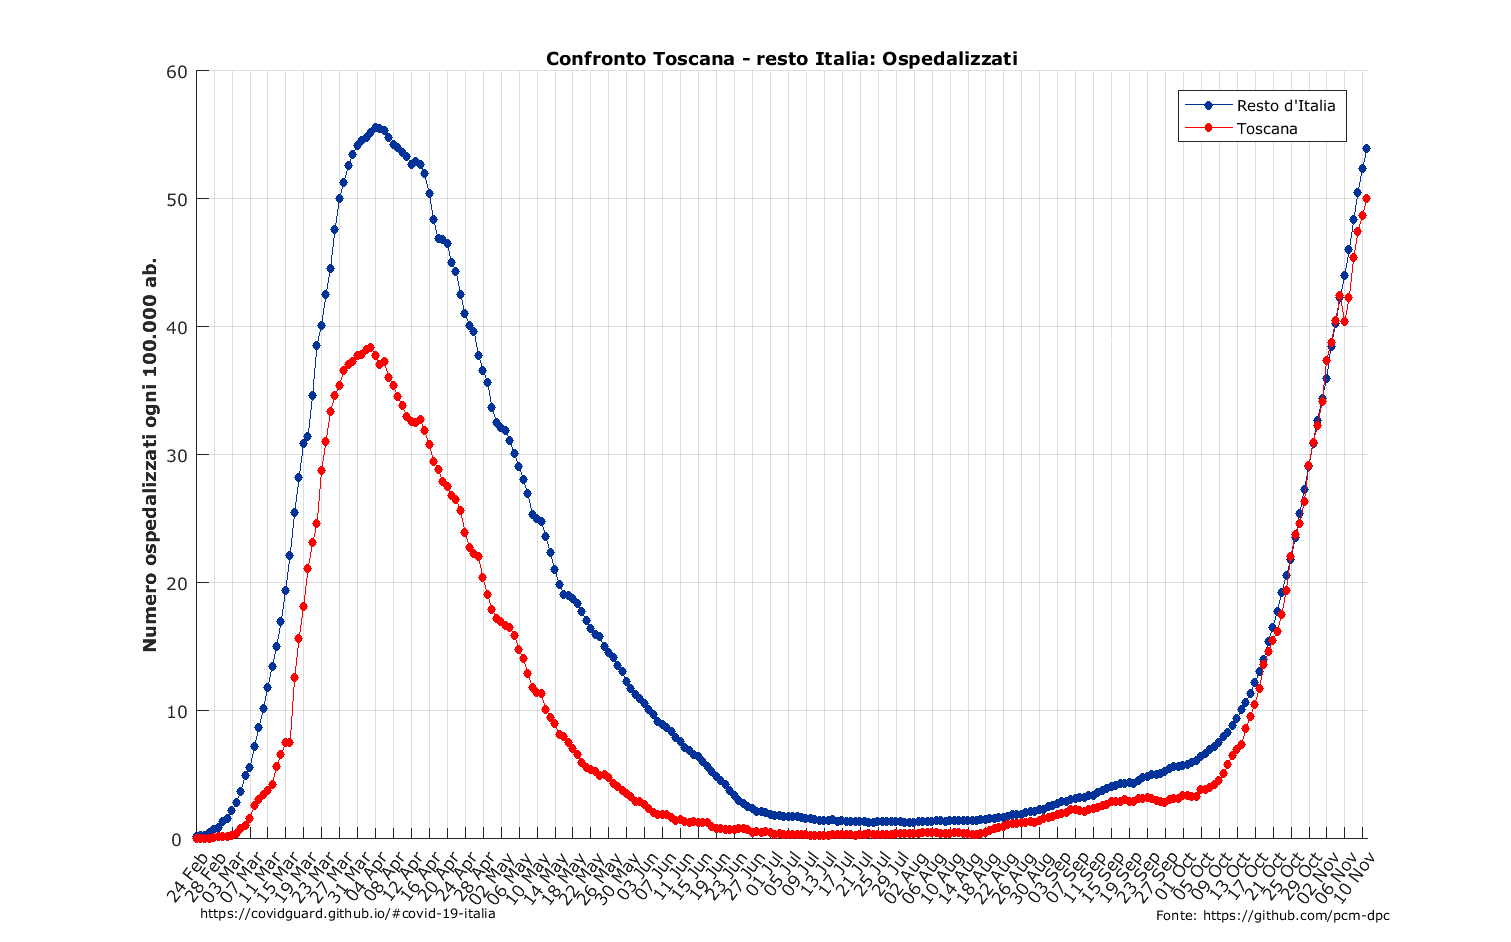 Confronto Toscana - resto Italia: Ospedalizzati
Resto d'Italia
Toscana
Numero ospedalizzati ogni 100.000 ab.
60
50
40
30
20
10
0
24 Feb
28 Feb
03 Mar
07 Mar
11 Mar
15 Mar
19 Mar
23 Mar
27 Mar
31 Mar
04 Apr
08 Apr
12 Apr
16 Apr
20 Apr
24 Apr
28 Apr
02 May
06 May
10 May
14 May
18 May
22 May
26 May
30 May
03 Jun
07 Jun
11 Jun
15 Jun
19 Jun
23 Jun
27 Jun
01 Jul
05 Jul
09 Jul
13 Jul
17 Jul
21 Jul
25 Jul
29 Jul
02 Aug
06 Aug
10 Aug
14 Aug
18 Aug
22 Aug
26 Aug
30 Aug
03 Sep
07 Sep
11 Sep
15 Sep
19 Sep
23 Sep
27 Sep
01 Oct
05 Oct
09 Oct
13 Oct
17 Oct
21 Oct
25 Oct
29 Oct
02 Nov
06 Nov
10 Nov
https://covidguard.github.io/#covid-19-italia
Fonte: https://github.com/pcm-dpc